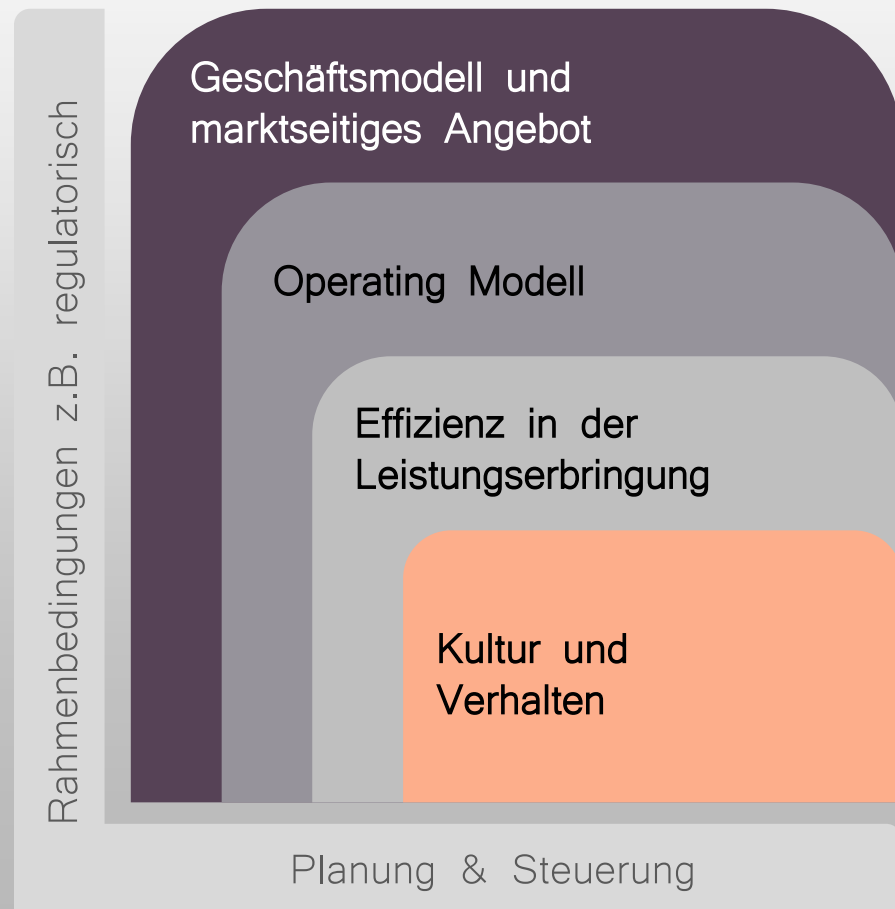 Rahmenbedingungen z.B. regulatorisch
Geschäftsmodell und
marktseitiges Angebot
Operating Modell
Effizienz in der
Leistungserbringung
Kultur und
Verhalten
Planung & Steuerung